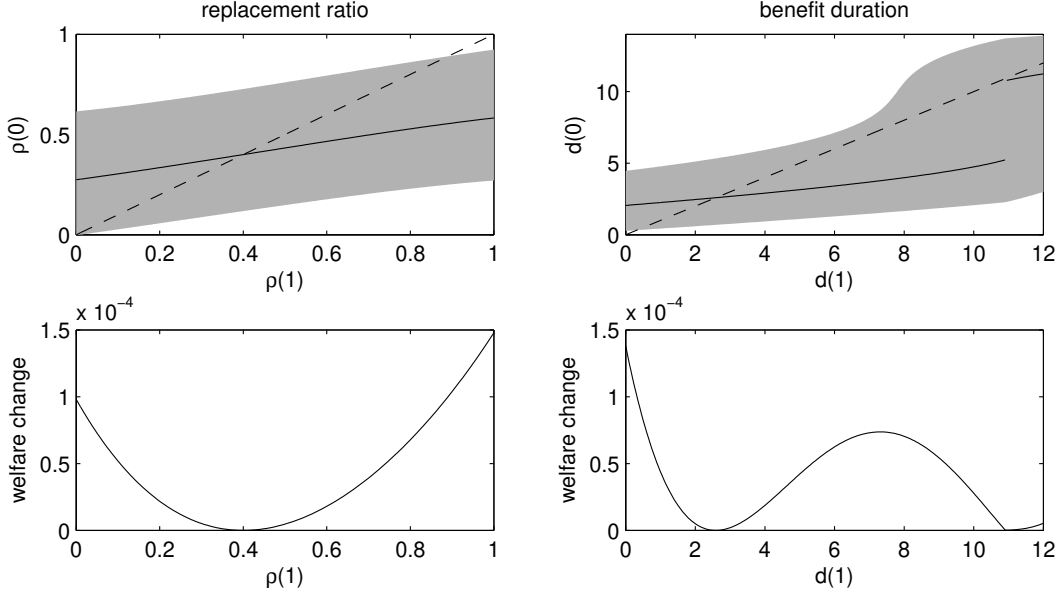 replacement ratio
1
0.5
0
ρ(0)
0 0.2 0.4 0.6 0.8 1
ρ(1)
benefit duration
10
5
0
d(0)
0 2 4 6 8 10 12
d(1)
x 10⁻⁴
1.5
1
0.5
0
welfare change
0 0.2 0.4 0.6 0.8 1
ρ(1)
x 10⁻⁴
1.5
1
0.5
0
welfare change
0 2 4 6 8 10 12
d(1)